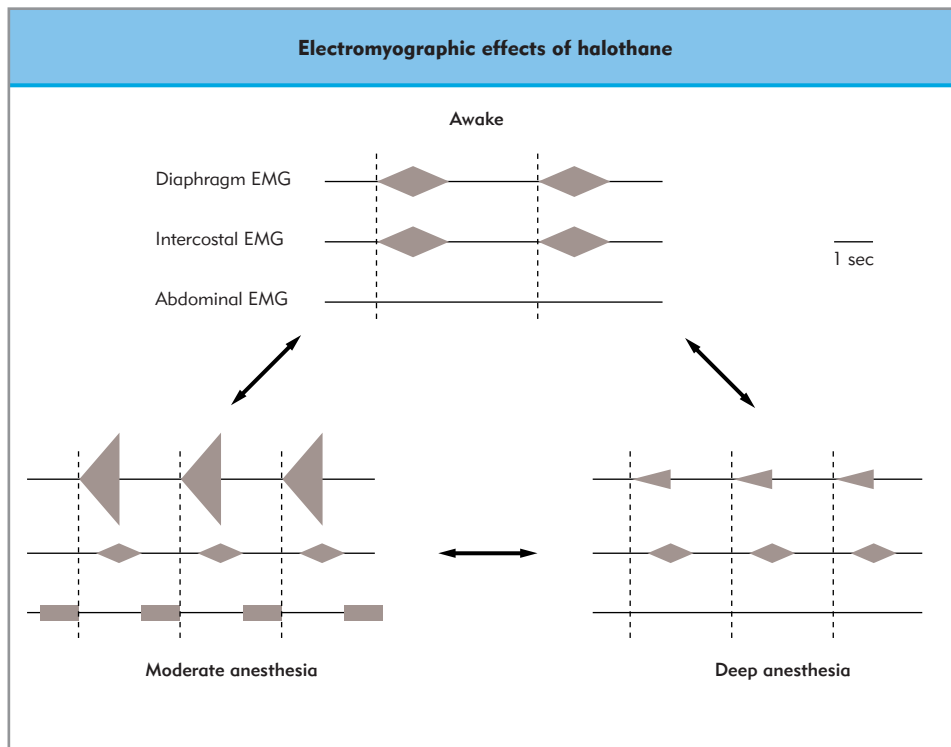 Electromyographic effects of halothane
Awake
Diaphragm EMG
Intercostal EMG
1 sec
Abdominal EMG
Moderate anesthesia
Deep anesthesia